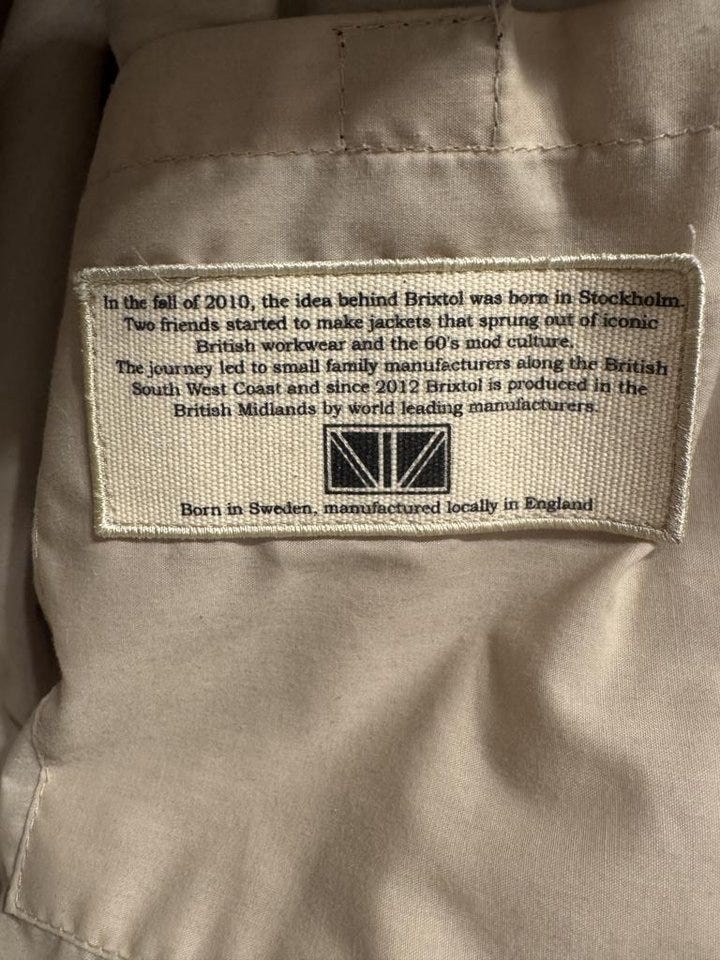 In the fall of 2010, the idea behind Brixtol was born in Stockholm.
Two friends started to make jackets that sprung out of iconic
British workwear and the 60's mod culture.
The journey led to small family manufacturers along the British
South West Coast and since 2012 Brixtol is produced in the
British Midlands by world leading manufacturers.
Born in Sweden, manufactured locally in England